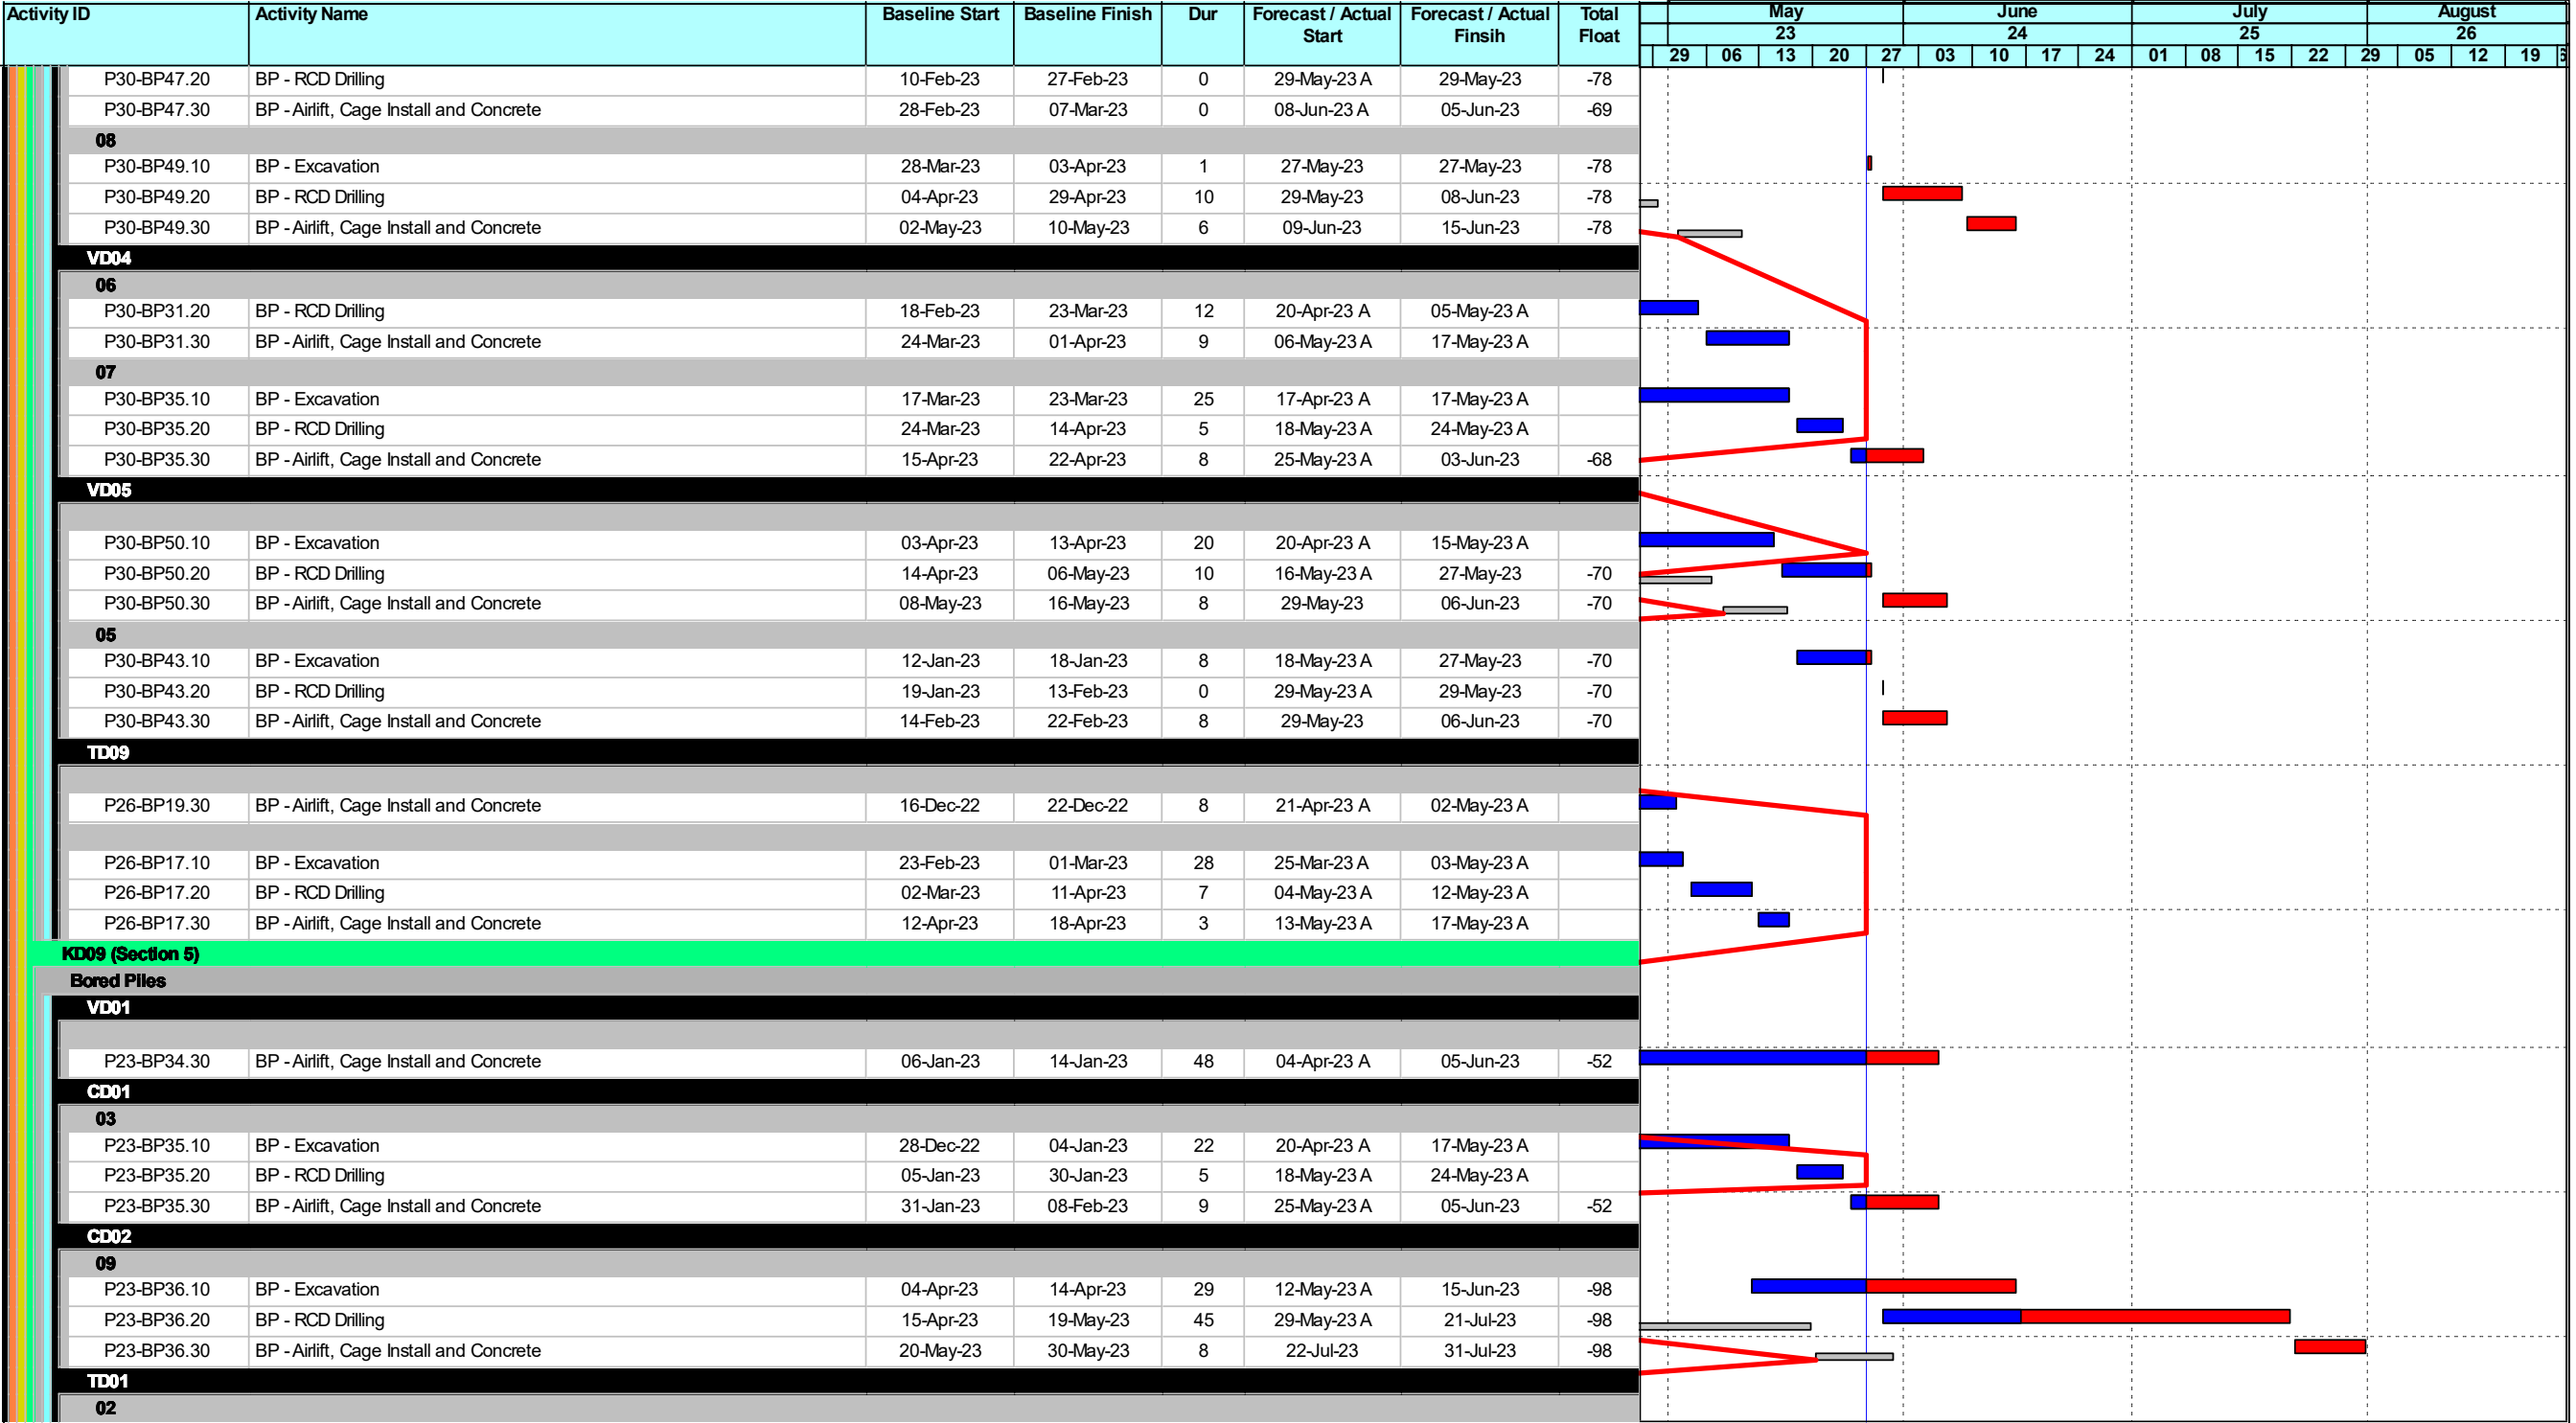 Activity ID Activity Name Baseline Start Baseline Finish Dur Forecast / Actual Start Forecast / Actual Finsih Total Float May June July August
23 24 25 26
29 06 13 20 27 03 10 17 24 01 08 15 22 29 05 12 19
P30-BP47.20 BP - RCD Drilling 10-Feb-23 27-Feb-23 0 29-May-23 A 29-May-23 -78
P30-BP47.30 BP - Airlift, Cage Install and Concrete 28-Feb-23 07-Mar-23 0 08-Jun-23 A 05-Jun-23 -69
08
P30-BP49.10 BP - Excavation 28-Mar-23 03-Apr-23 1 27-May-23 27-May-23 -78
P30-BP49.20 BP - RCD Drilling 04-Apr-23 29-Apr-23 10 29-May-23 08-Jun-23 -78
P30-BP49.30 BP - Airlift, Cage Install and Concrete 02-May-23 10-May-23 6 09-Jun-23 15-Jun-23 -78
VD04
06
P30-BP31.20 BP - RCD Drilling 18-Feb-23 23-Mar-23 12 20-Apr-23 A 05-May-23 A
P30-BP31.30 BP - Airlift, Cage Install and Concrete 24-Mar-23 01-Apr-23 9 06-May-23 A 17-May-23 A
07
P30-BP35.10 BP - Excavation 17-Mar-23 23-Mar-23 25 17-Apr-23 A 17-May-23 A
P30-BP35.20 BP - RCD Drilling 24-Mar-23 14-Apr-23 5 18-May-23 A 24-May-23 A
P30-BP35.30 BP - Airlift, Cage Install and Concrete 15-Apr-23 22-Apr-23 8 25-May-23 A 03-Jun-23 -68
VD05
P30-BP50.10 BP - Excavation 03-Apr-23 13-Apr-23 20 20-Apr-23 A 15-May-23 A
P30-BP50.20 BP - RCD Drilling 14-Apr-23 06-May-23 10 16-May-23 A 27-May-23 -70
P30-BP50.30 BP - Airlift, Cage Install and Concrete 08-May-23 16-May-23 8 29-May-23 06-Jun-23 -70
05
P30-BP43.10 BP - Excavation 12-Jan-23 18-Jan-23 8 18-May-23 A 27-May-23 -70
P30-BP43.20 BP - RCD Drilling 19-Jan-23 13-Feb-23 0 29-May-23 A 29-May-23 -70
P30-BP43.30 BP - Airlift, Cage Install and Concrete 14-Feb-23 22-Feb-23 8 29-May-23 06-Jun-23 -70
TD09
P26-BP19.30 BP - Airlift, Cage Install and Concrete 16-Dec-22 22-Dec-22 8 21-Apr-23 A 02-May-23 A
P26-BP17.10 BP - Excavation 23-Feb-23 01-Mar-23 28 25-Mar-23 A 03-May-23 A
P26-BP17.20 BP - RCD Drilling 02-Mar-23 11-Apr-23 7 04-May-23 A 12-May-23 A
P26-BP17.30 BP - Airlift, Cage Install and Concrete 12-Apr-23 18-Apr-23 3 13-May-23 A 17-May-23 A
KD09 (Section 5)
Bored Piles
VD01
P23-BP34.30 BP - Airlift, Cage Install and Concrete 06-Jan-23 14-Jan-23 48 04-Apr-23 A 05-Jun-23 -52
CD01
03
P23-BP35.10 BP - Excavation 28-Dec-22 04-Jan-23 22 20-Apr-23 A 17-May-23 A
P23-BP35.20 BP - RCD Drilling 05-Jan-23 30-Jan-23 5 18-May-23 A 24-May-23 A
P23-BP35.30 BP - Airlift, Cage Install and Concrete 31-Jan-23 08-Feb-23 9 25-May-23 A 05-Jun-23 -52
CD02
09
P23-BP36.10 BP - Excavation 04-Apr-23 14-Apr-23 29 12-May-23 A 15-Jun-23 -98
P23-BP36.20 BP - RCD Drilling 15-Apr-23 19-May-23 45 29-May-23 A 21-Jul-23 -98
P23-BP36.30 BP - Airlift, Cage Install and Concrete 20-May-23 30-May-23 8 22-Jul-23 31-Jul-23 -98
TD01
02